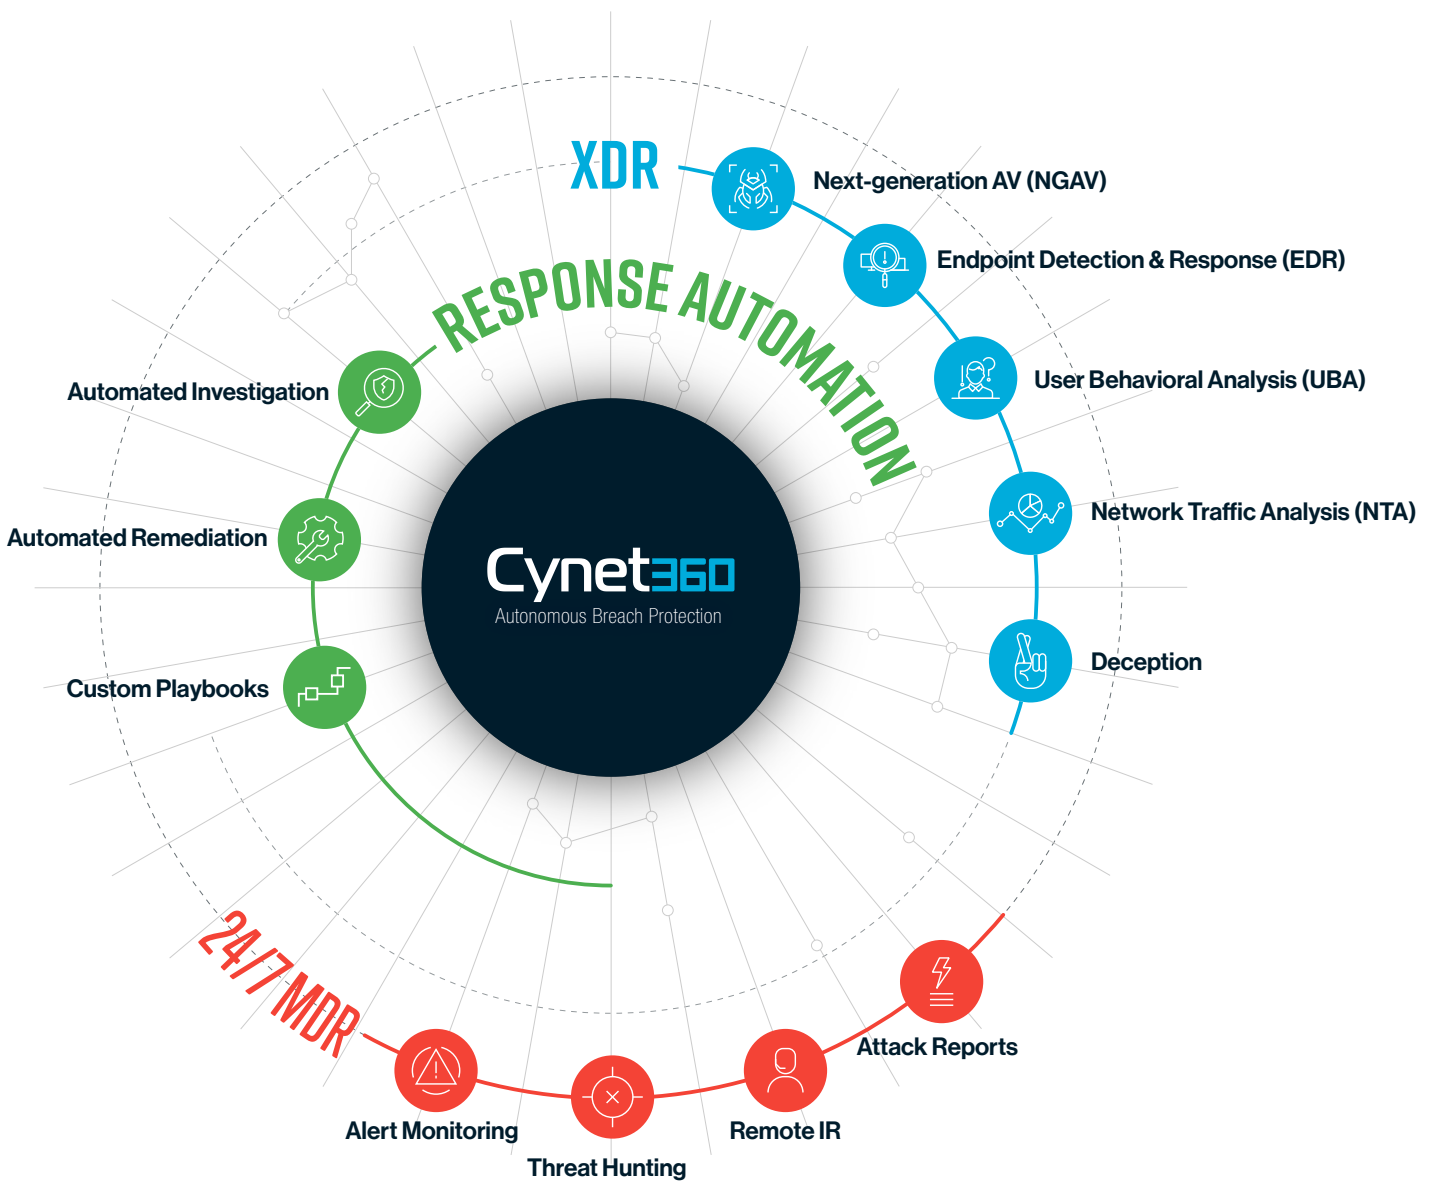 XDR
Next-generation AV (NGAV)
Endpoint Detection & Response (EDR)
User Behavioral Analysis (UBA)
Network Traffic Analysis (NTA)
Deception
RESPONSE AUTOMATION
Automated Investigation
Automated Remediation
Custom Playbooks
Cynet360
Autonomous Breach Protection
24/7 MDR
Alert Monitoring
Threat Hunting
Remote IR
Attack Reports